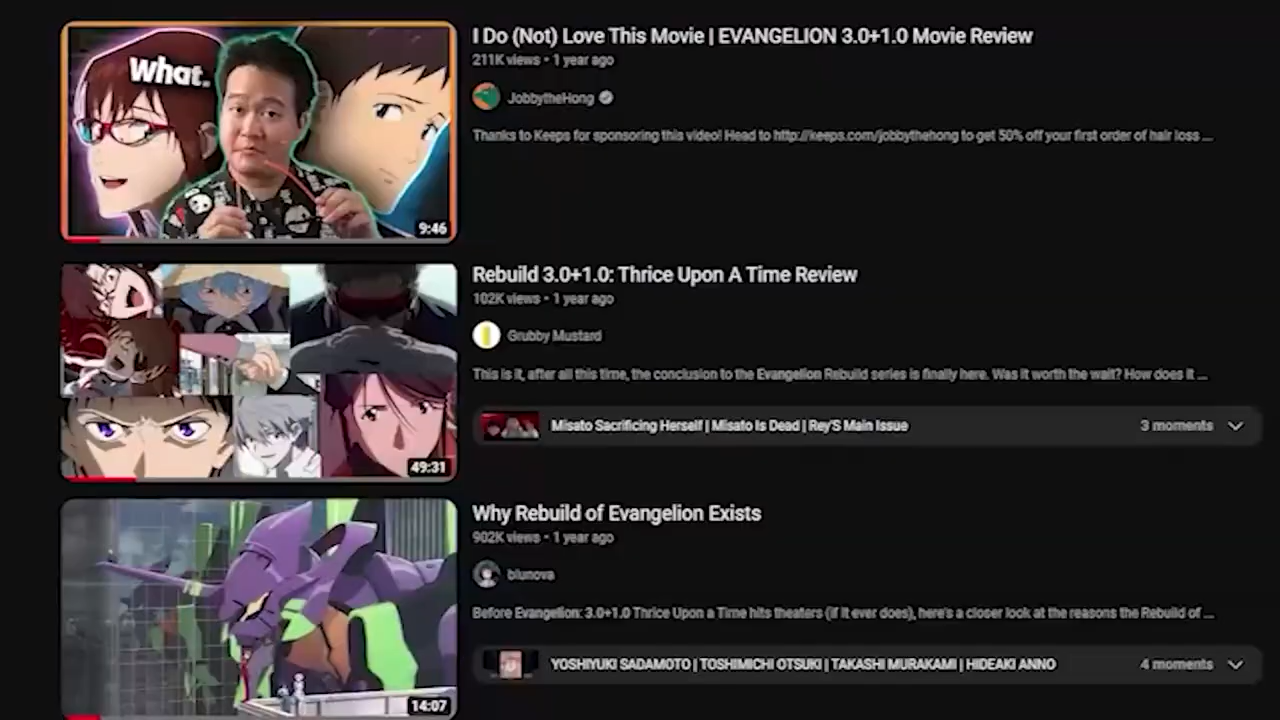 What.
9:46
I Do (Not) Love This Movie | EVANGELION 3.0+1.0 Movie Review
211K views • 1 year ago
JobbytheHong
Thanks to Keeps for sponsoring this video! Head to http://keeps.com/jobbythehong to get 50% off your first order of hair loss ...
49:31
Rebuild 3.0+1.0: Thrice Upon A Time Review
102K views • 1 year ago
Grubby Mustard
This is it, after all this time, the conclusion to the Evangelion Rebuild series is finally here. Was it worth the wait? How does it ...
Misato Sacrificing Herself | Misato Is Dead | Rey'S Main Issue
3 moments
14:07
Why Rebuild of Evangelion Exists
902K views • 1 year ago
blunova
Before Evangelion: 3.0+1.0 Thrice Upon a Time hits theaters (if it ever does), here's a closer look at the reasons the Rebuild of ...
YOSHIYUKI SADAMOTO | TOSHIMICHI OTSUKI | TAKASHI MURAKAMI | HIDEAKI ANNO
4 moments